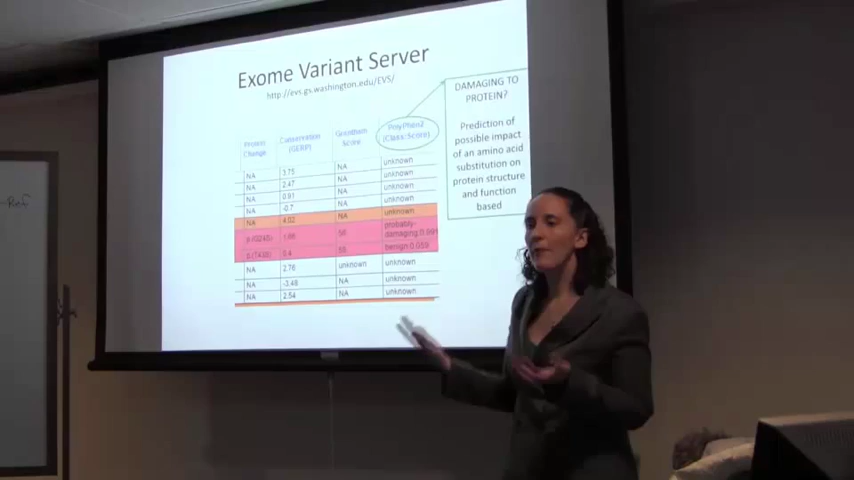 Exome Variant Server
http://evs.gs.washington.edu/EVS/
DAMAGING TO
PROTEIN?
Prediction of
possible impact
of an amino acid
substitution on
protein structure
and function
based
Protein
Change
Conservation
(GERP)
Grantham
Score
PolyPhen2
(Class:Score)
NA 3.75 NA unknown
NA 2.47 NA unknown
NA 0.91 NA unknown
NA -0.7 NA unknown
NA 4.02 NA unknown
probably-
damaging:0.991
benign:0.059
NA 2.76 unknown unknown
NA -3.48 NA unknown
NA 2.54 NA unknown